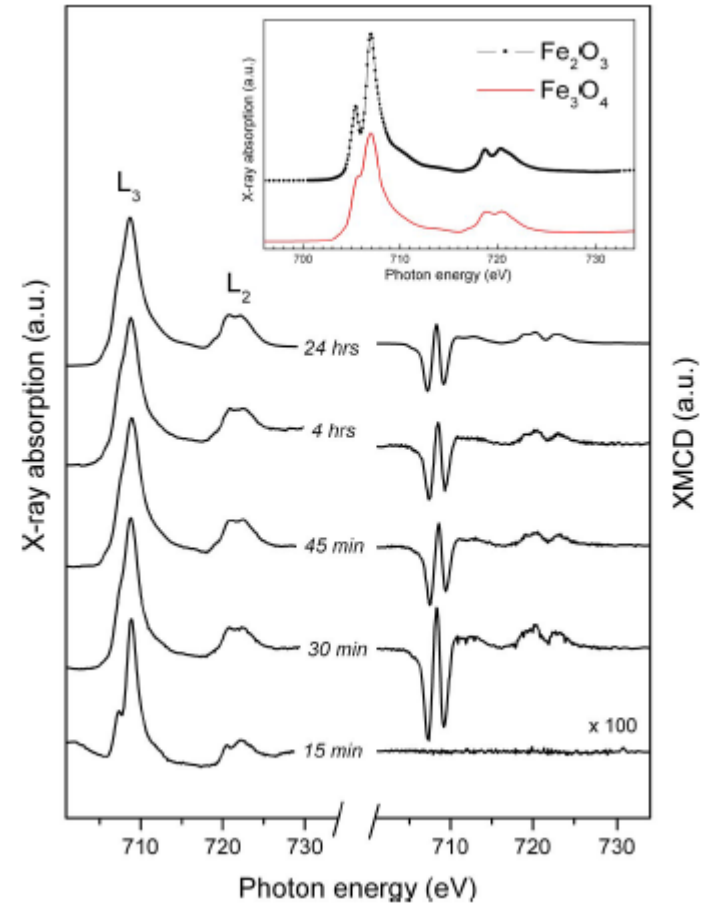 Fe₂O₃
Fe₃O₄
X-ray absorption (a.u.)
700 710 720 730
Photon energy (eV)
L₃
L₂
24 hrs
4 hrs
45 min
30 min
15 min
x 100
X-ray absorption (a.u.)
XMCD (a.u.)
710 720 730 710 720 730
Photon energy (eV)